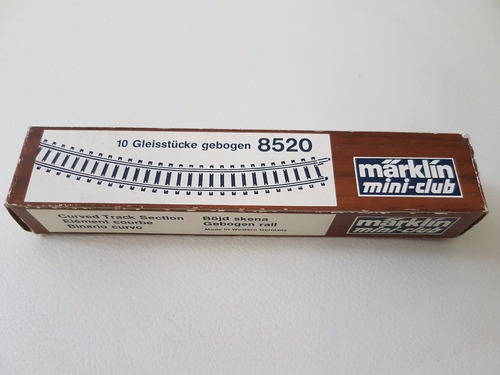 10 Gleisstücke gebogen 8520
märklin
mini-club
Curved Track Section
Elément courbe
Binario curvo
Böjd skena
Gebogen rail
Made in Western Germany
märklin
mini-club